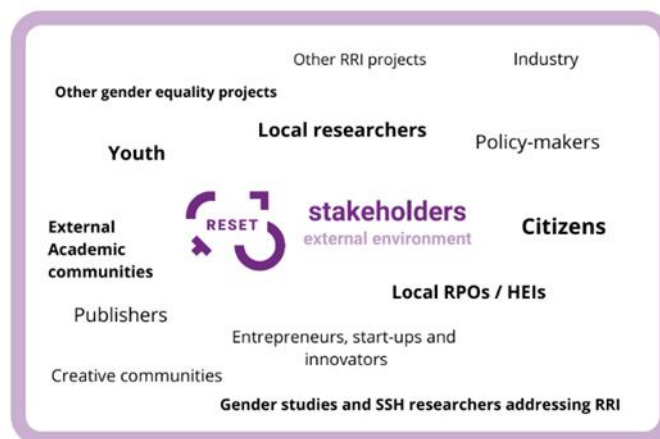 Other RRI projects
Industry
Other gender equality projects
Local researchers
Policy-makers
Youth
RESET
stakeholders
external environment
Citizens
External
Academic
communities
Local RPOs / HEIs
Publishers
Entrepreneurs, start-ups and
innovators
Creative communities
Gender studies and SSH researchers addressing RRI